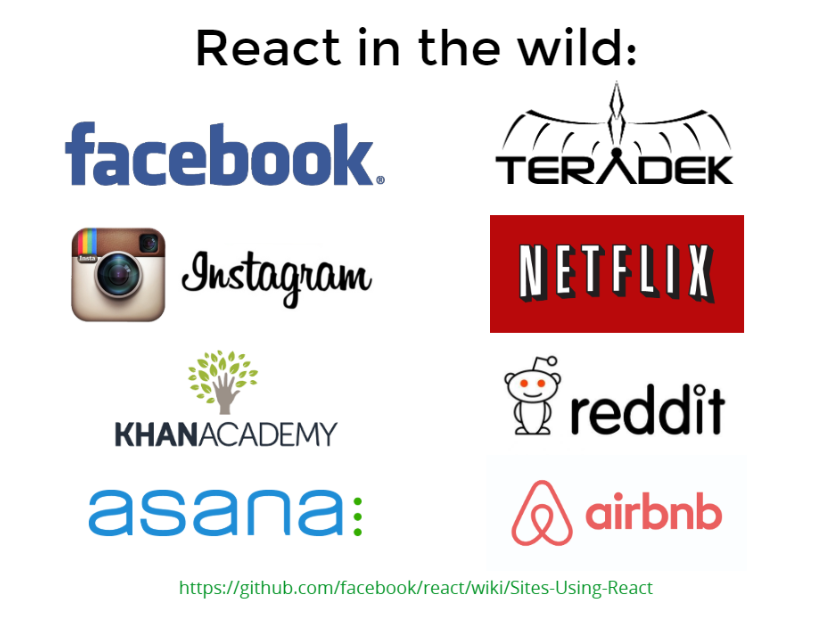 React in the wild:
facebook®
TERADEK
Insta
Instagram
NETFLIX
KHANACADEMY
reddit
asana:
airbnb
https://github.com/facebook/react/wiki/Sites-Using-React